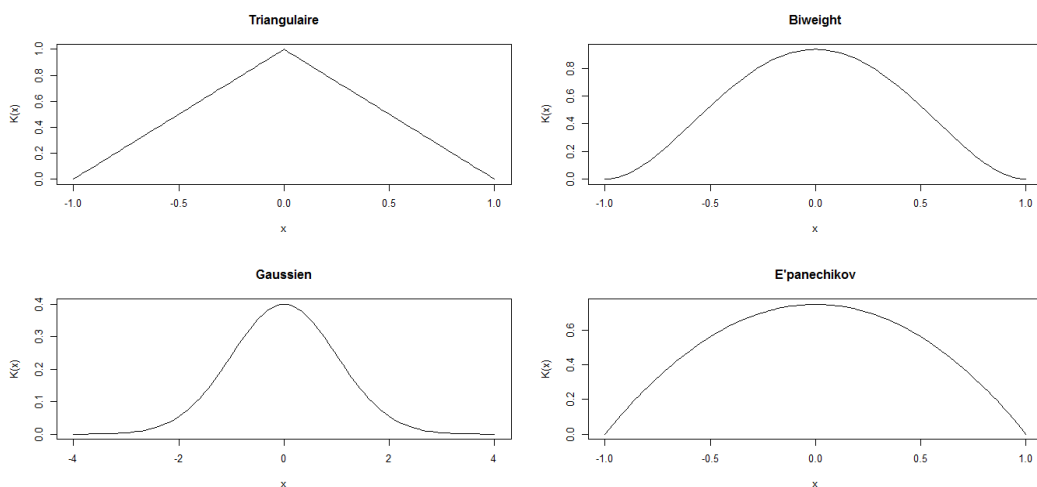 Triangulaire
K(x)
0.0 0.2 0.4 0.6 0.8 1.0
-1.0 -0.5 0.0 0.5 1.0
x
Biweight
K(x)
0.0 0.2 0.4 0.6 0.8
-1.0 -0.5 0.0 0.5 1.0
x
Gaussien
K(x)
0.0 0.1 0.2 0.3 0.4
-4 -2 0 2 4
x
E'panechikov
K(x)
0.0 0.2 0.4 0.6
-1.0 -0.5 0.0 0.5 1.0
x